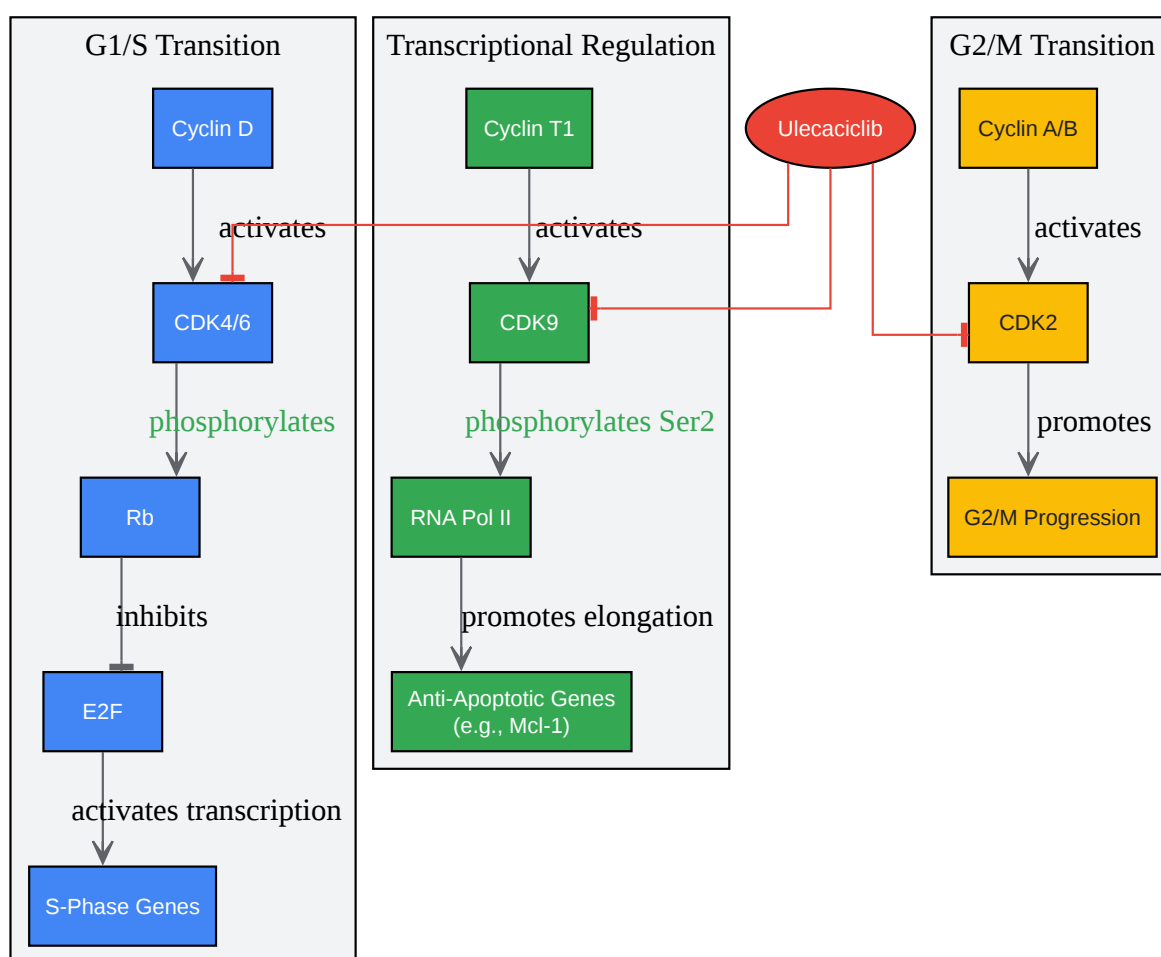 G1/S Transition
Cyclin D
activates
CDK4/6
phosphorylates
Rb
inhibits
E2F
activates transcription
S-Phase Genes
Transcriptional Regulation
Cyclin T1
activates
CDK9
phosphorylates Ser2
RNA Pol II
promotes elongation
Anti-Apoptotic Genes
(e.g., Mcl-1)
Ulecaciclib
G2/M Transition
Cyclin A/B
activates
CDK2
promotes
G2/M Progression